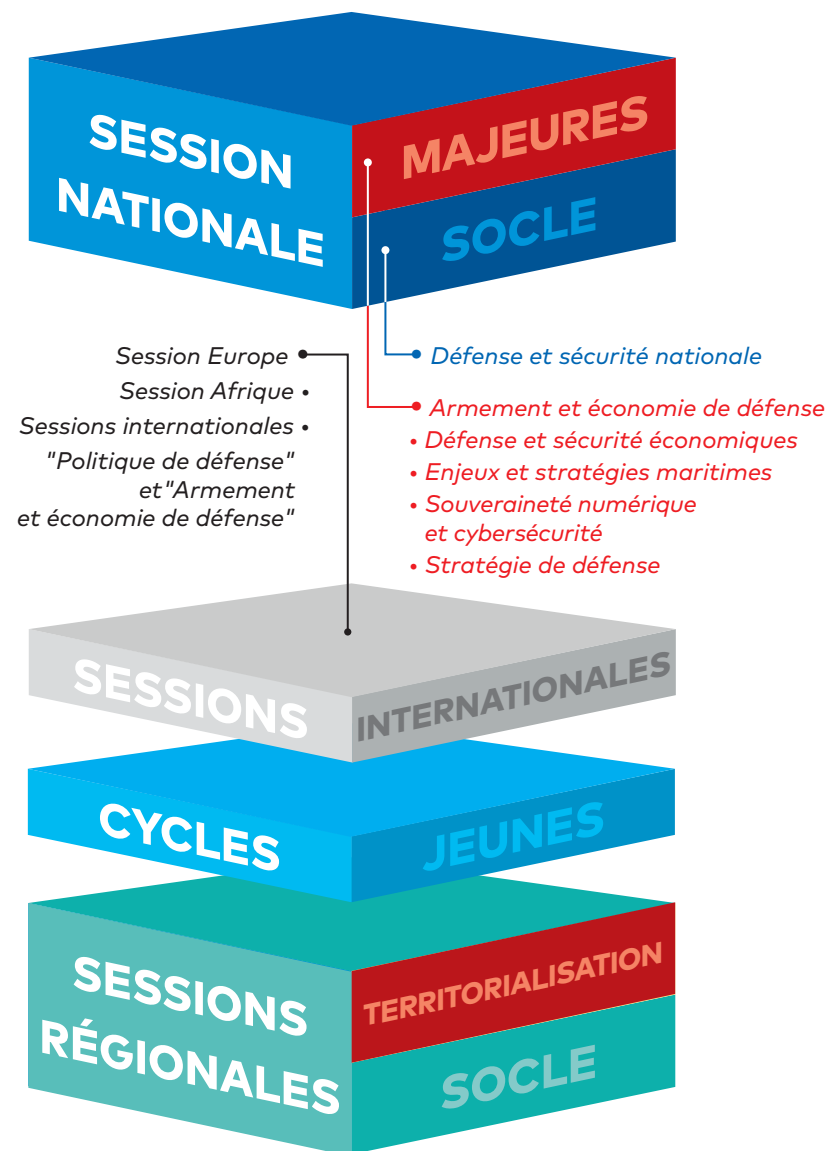 SESSION
NATIONALE
MAJEURES
SOCLE
Session Europe
Session Afrique •
Sessions internationales •
"Politique de défense"
et"Armement
et économie de défense"
Défense et sécurité nationale
Armement et économie de défense
• Défense et sécurité économiques
• Enjeux et stratégies maritimes
• Souveraineté numérique
et cybersécurité
• Stratégie de défense
SESSIONS
INTERNATIONALES
CYCLES
JEUNES
SESSIONS
RÉGIONALES
TERRITORIALISATION
SOCLE